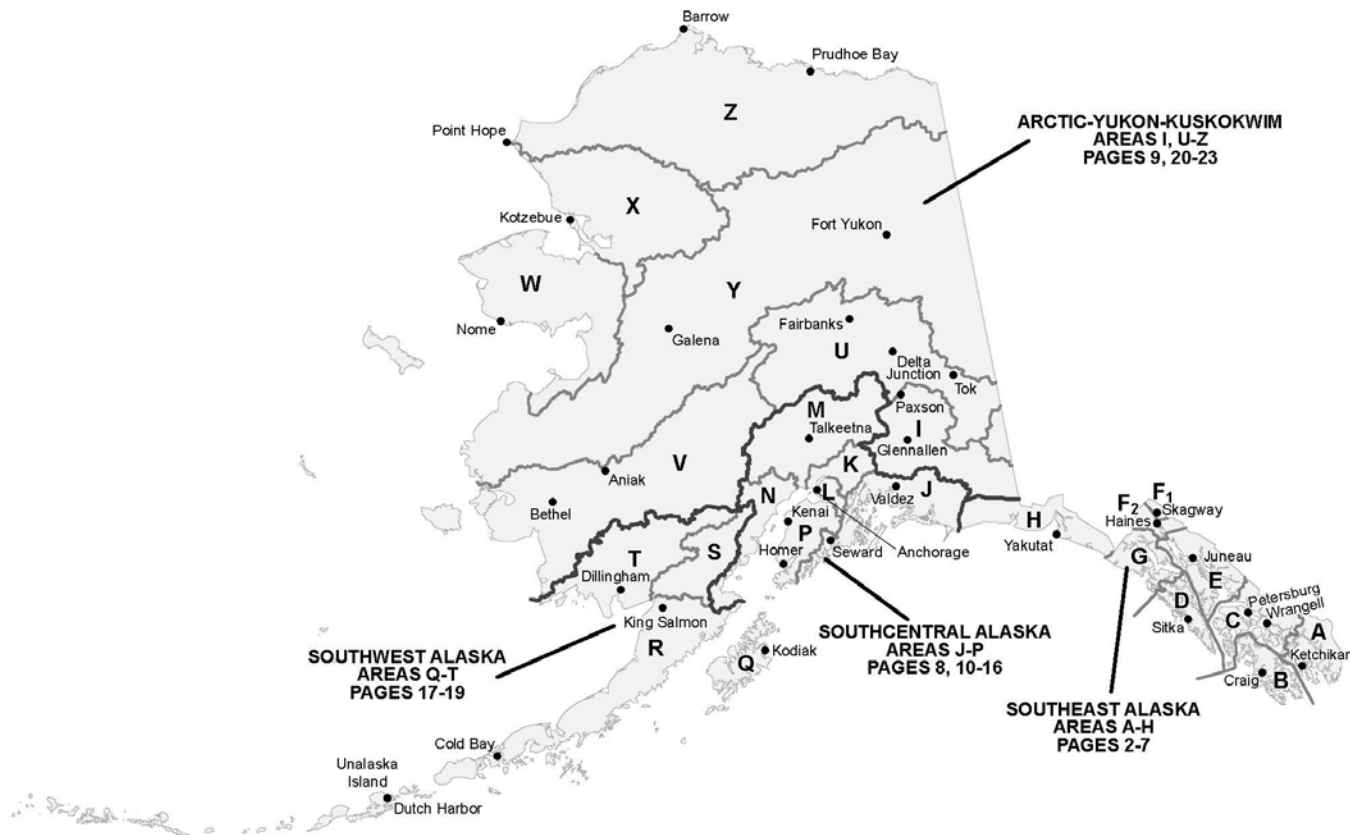 Barrow
Prudhoe Bay
Z
ARCTIC-YUKON-KUSKOKWIM
AREAS I, U-Z
PAGES 9, 20-23
Point Hope
X
Kotzebue
Fort Yukon
W
Y
Nome
Fairbanks
Galena
U
Delta
Junction
Tok
M
Paxson
Talkeetna
I
Glennallen
V
K
Aniak
N
L
Valdez
J
Bethel
Kenai
H
F2
F1
Skagway
Haines
P
Yakutat
T
S
Homer
Seward
Anchorage
G
Juneau
E
Dillingham
D
Petersburg
Wrangell
C
King Salmon
Sitka
A
SOUTHCENTRAL ALASKA
AREAS J-P
PAGES 8, 10-16
R
SOUTHWEST ALASKA
AREAS Q-T
PAGES 17-19
Q
Kodiak
Ketchikan
Craig
B
SOUTHEAST ALASKA
AREAS A-H
PAGES 2-7
Cold Bay
Unalaska
Island
Dutch Harbor